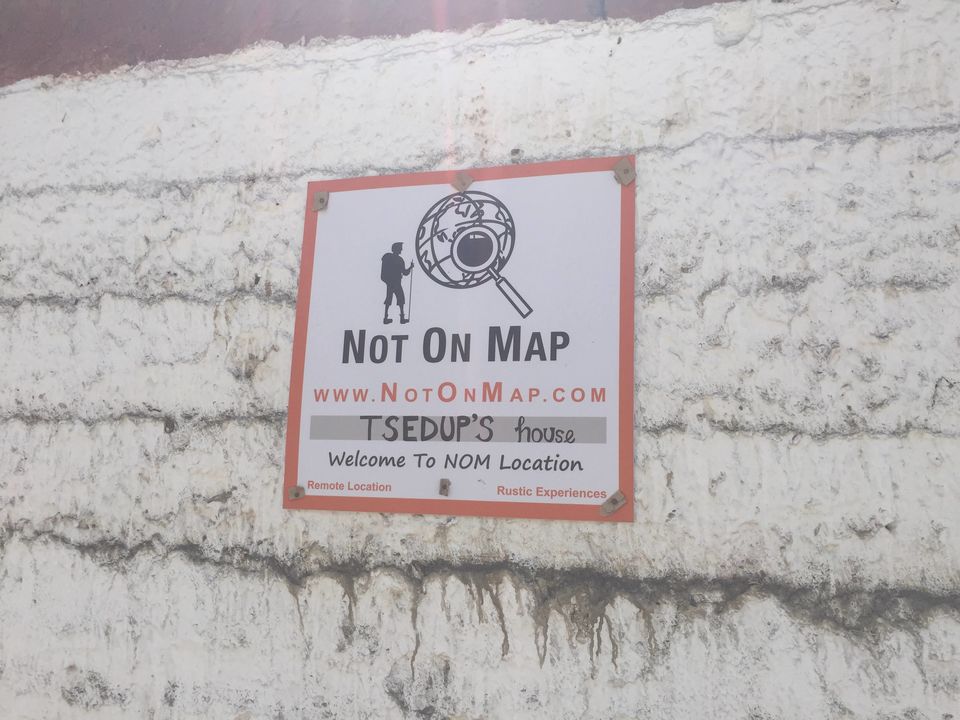 NOT ON MAP
WWW.NOTONMAP.COM
TSEDUP'S house
Welcome To NOM Location
Remote Location
Rustic Experiences